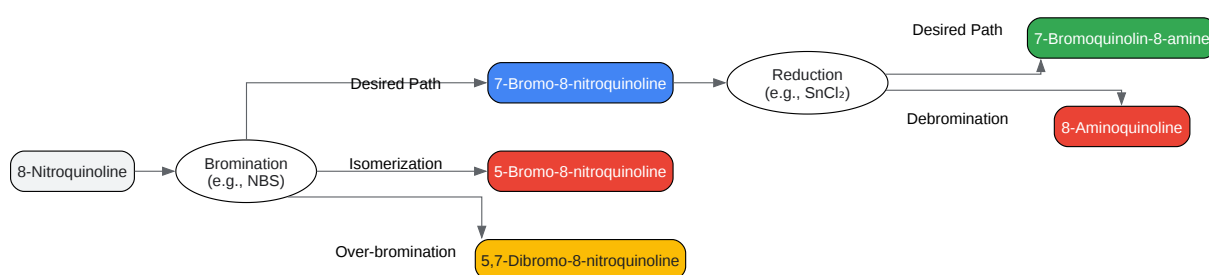 Desired Path
7-Bromoquinolin-8-amine
Desired Path
7-Bromo-8-nitroquinoline
Reduction
(e.g., SnCl₂)
Debromination
8-Aminoquinoline
8-Nitroquinoline
Bromination
(e.g., NBS)
Isomerization
5-Bromo-8-nitroquinoline
Over-bromination
5,7-Dibromo-8-nitroquinoline